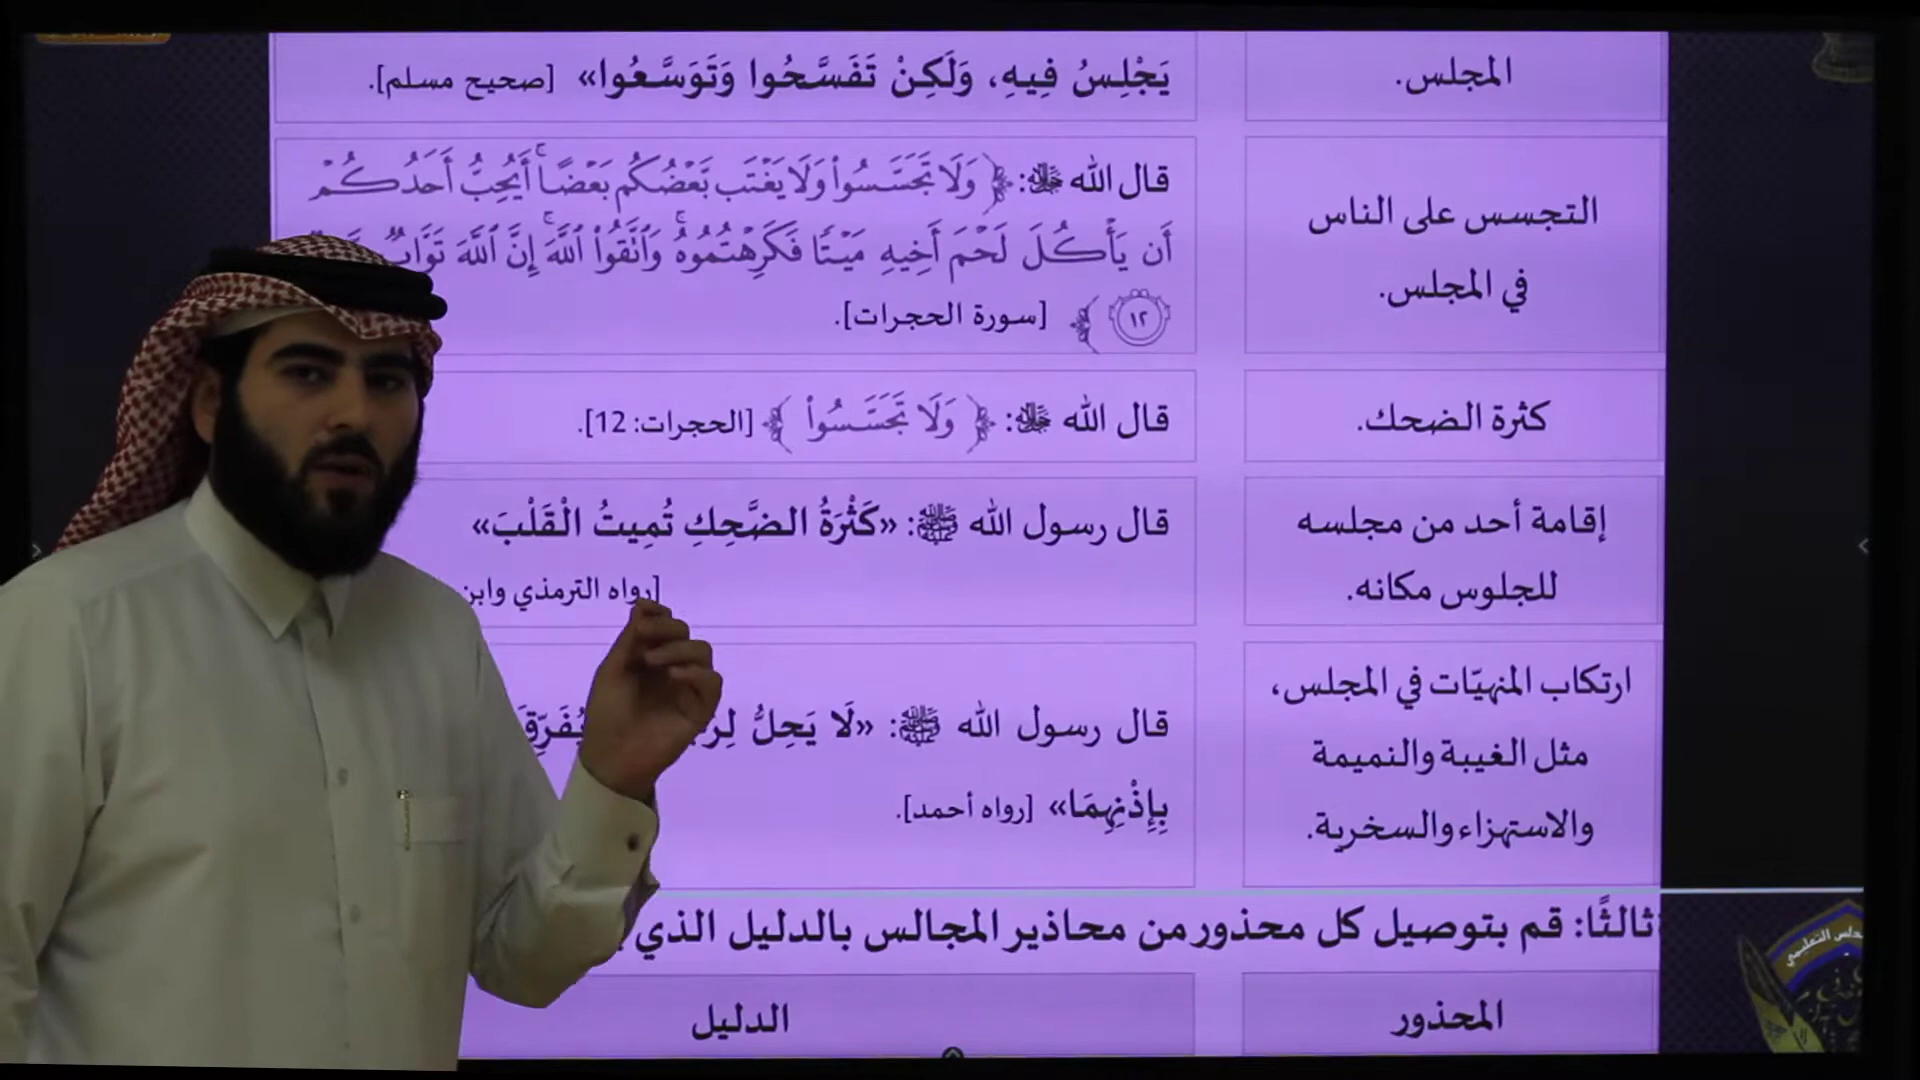 المجلس.
يَجْلِسُ فِيهِ، وَلَكِنْ تَفَسَّحُوا وَتَوَسَّعُوا» [صحيح مسلم].
التجسس على الناس
في المجلس.
قال الله ﷻ: ﴿وَلَا تَجَسَّسُوا۟ وَلَا يَغْتَب بَّعْضُكُم بَعْضًا ۚ أَيُحِبُّ أَحَدُكُمْ
أَن يَأْكُلَ لَحْمَ أَخِيهِ مَيْتًا فَكَرِهْتُمُوهُ ۚ وَٱتَّقُوا۟ ٱللَّهَ ۚ إِنَّ ٱللَّهَ تَوَّابٌ
١٢﴾ [سورة الحجرات].
كثرة الضحك.
قال الله ﷻ: ﴿وَلَا تَجَسَّسُوا۟﴾ [الحجرات: 12].
إقامة أحد من مجلسه
للجلوس مكانه.
قال رسول الله ﷺ: «كَثْرَةُ الضَّحِكِ تُمِيتُ الْقَلْبَ»
[رواه الترمذي وابن
ارتكاب المنهيّات في المجلس،
مثل الغيبة والنميمة
والاستهزاء والسخرية.
قال رسول الله ﷺ: «لَا يَحِلُّ
بِإِذْنِهِمَا» [رواه أحمد].
ثالثًا: قم بتوصيل كل محذور من محاذير المجالس بالدليل الذي
المحذور
الدليل